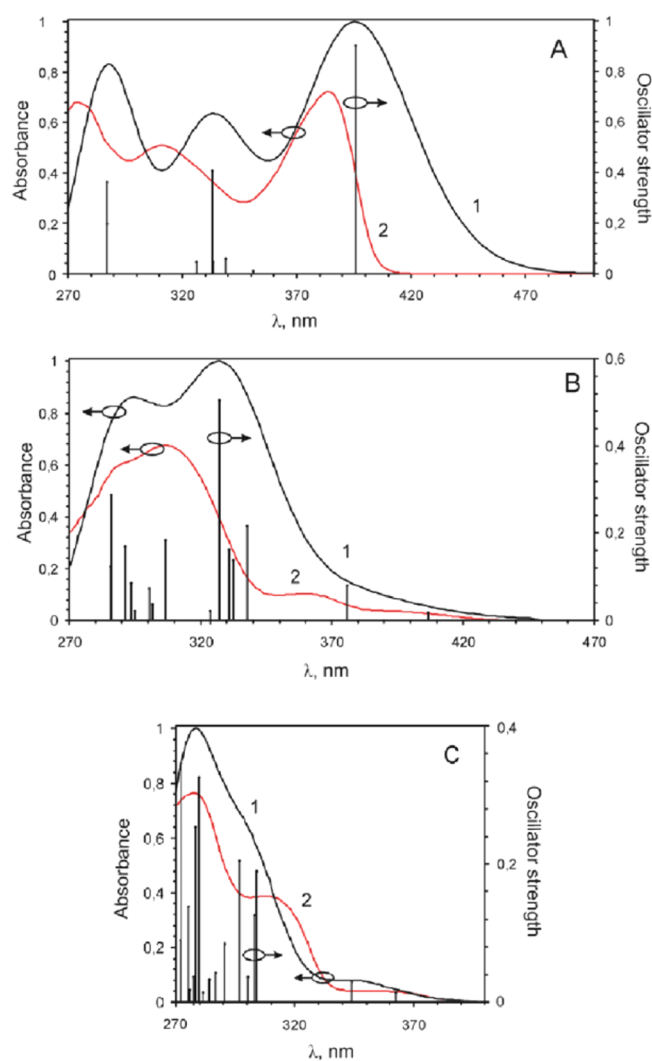 A
Absorbance
1
0,8
0,6
0,4
0,2
0
1
0,8
0,6
0,4
0,2
0
Oscillator strength
1
2
270 320 370 420 470
λ, nm
B
Absorbance
1
0,8
0,6
0,4
0,2
0
0,6
0,4
0,2
0
Oscillator strength
1
2
270 320 370 420 470
λ, nm
C
Absorbance
1
0,8
0,6
0,4
0,2
0
0,4
0,2
0
Oscillator strength
1
2
270 320 370
λ, nm